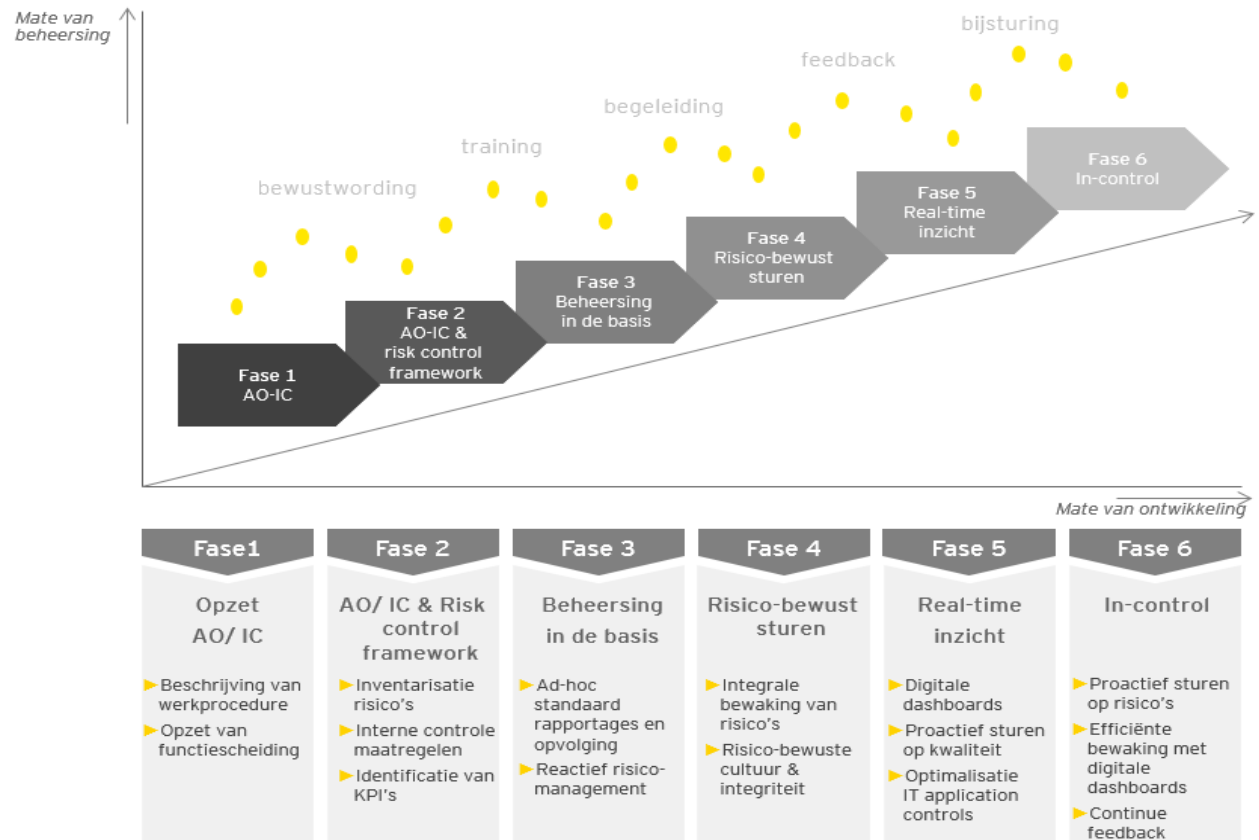 Mate van
beheersing
bijsturing
feedback
begeleiding
training
bewustwording
Fase 6
In-control
Fase 5
Real-time
inzicht
Fase 4
Risico-bewust
sturen
Fase 3
Beheersing
in de basis
Fase 2
AO-IC &
risk control
framework
Fase 1
AO-IC
Mate van ontwikkeling
Fase1
Opzet
AO/ IC
Beschrijving van
werkprocedure
Opzet van
functiescheiding
Fase 2
AO/ IC & Risk
control
framework
Inventarisatie
risico's
Interne controle
maatregelen
Identificatie van
KPI's
Fase 3
Beheersing
in de basis
Ad-hoc
standaard
rapportages en
opvolging
Reactief risico-
management
Fase 4
Risico-bewust
sturen
Integrale
bewaking van
risico's
Risico-bewuste
cultuur &
integriteit
Fase 5
Real-time
inzicht
Digitale
dashboards
Proactief sturen
op kwaliteit
Optimalisatie
IT application
controls
Fase 6
In-control
Proactief sturen
op risico's
Efficiënte
bewaking met
digitale
dashboards
Continue
feedback